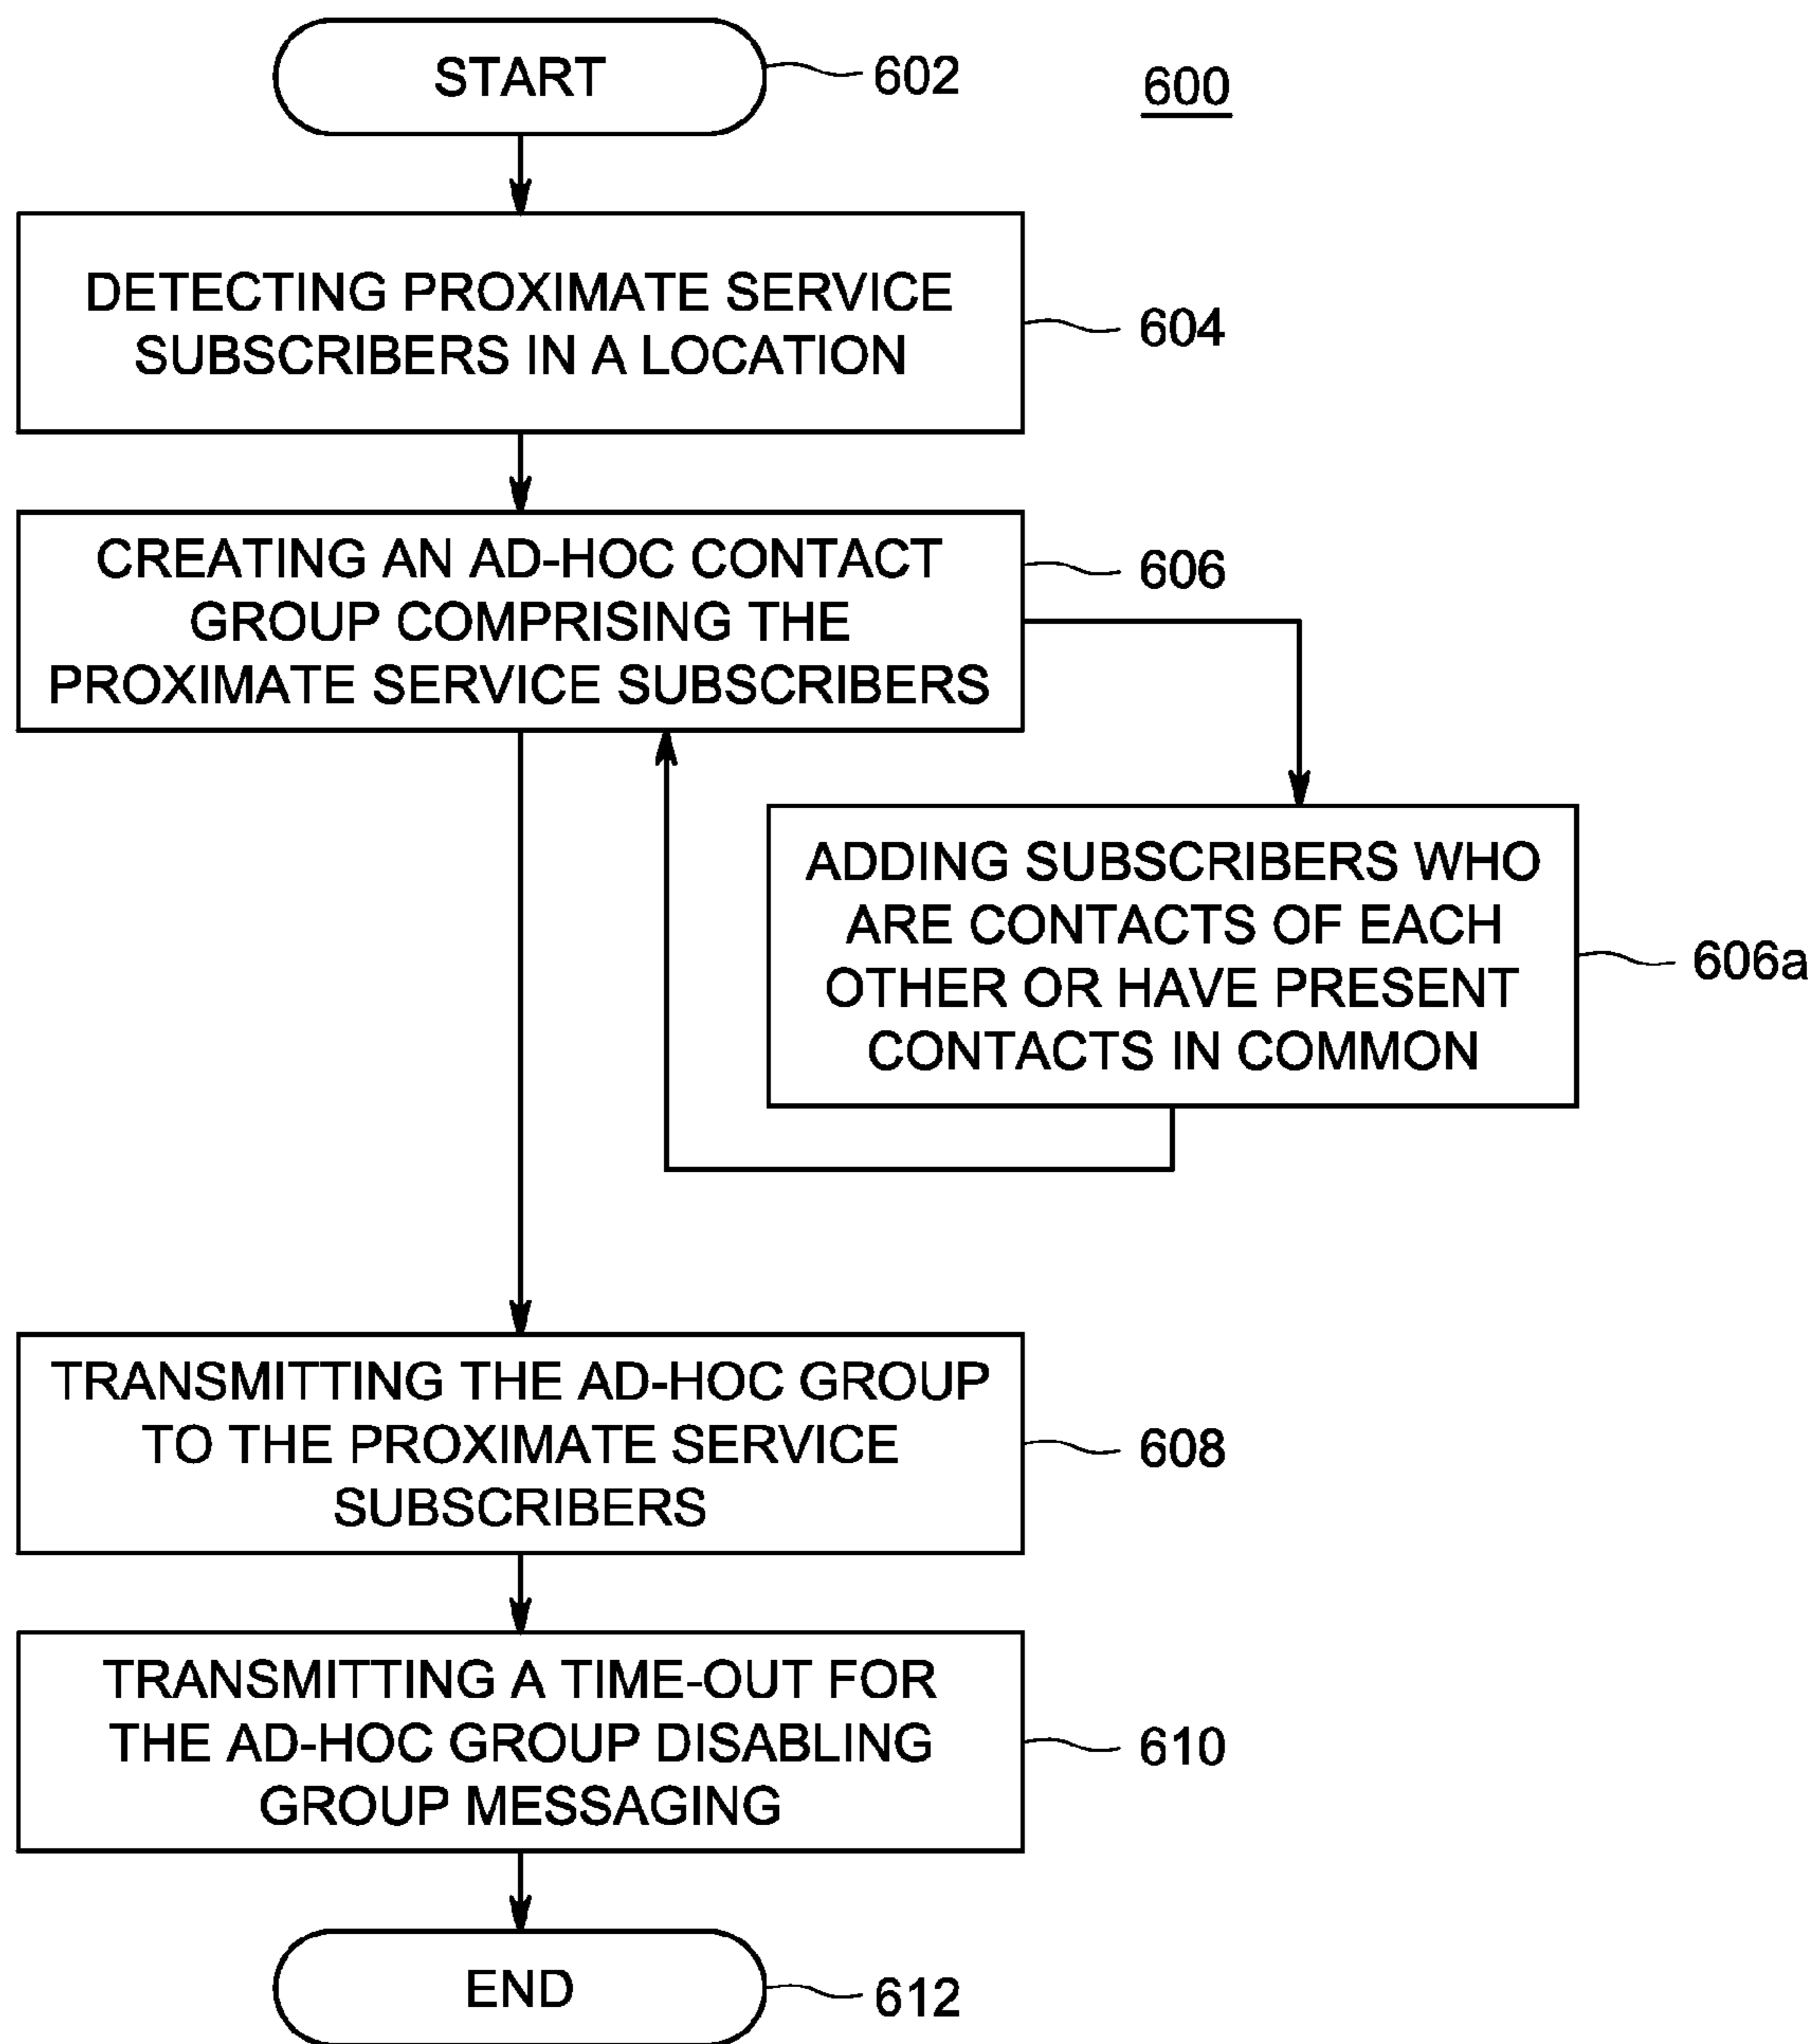 START
602
600
DETECTING PROXIMATE SERVICE
SUBSCRIBERS IN A LOCATION
604
CREATING AN AD-HOC CONTACT
GROUP COMPRISING THE
PROXIMATE SERVICE SUBSCRIBERS
606
ADDING SUBSCRIBERS WHO
ARE CONTACTS OF EACH
OTHER OR HAVE PRESENT
CONTACTS IN COMMON
606a
TRANSMITTING THE AD-HOC GROUP
TO THE PROXIMATE SERVICE
SUBSCRIBERS
608
TRANSMITTING A TIME-OUT FOR
THE AD-HOC GROUP DISABLING
GROUP MESSAGING
610
END
612